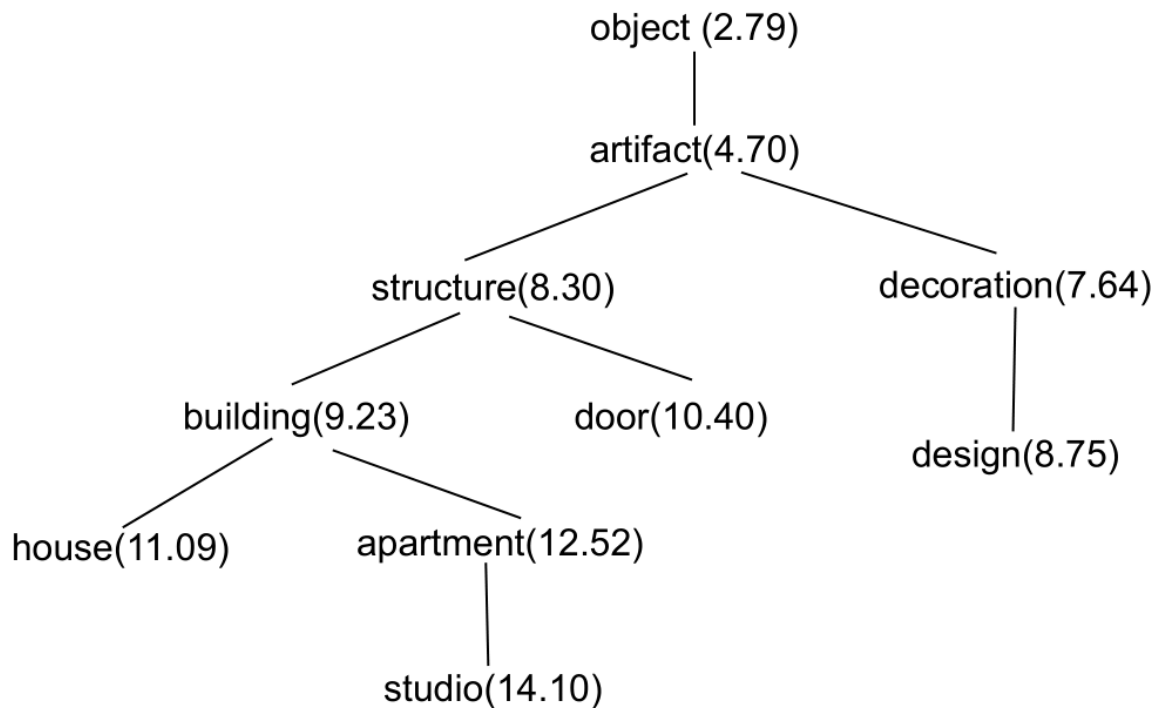 object (2.79)
artifact(4.70)
structure(8.30)
decoration(7.64)
building(9.23)
door(10.40)
design(8.75)
house(11.09)
apartment(12.52)
studio(14.10)